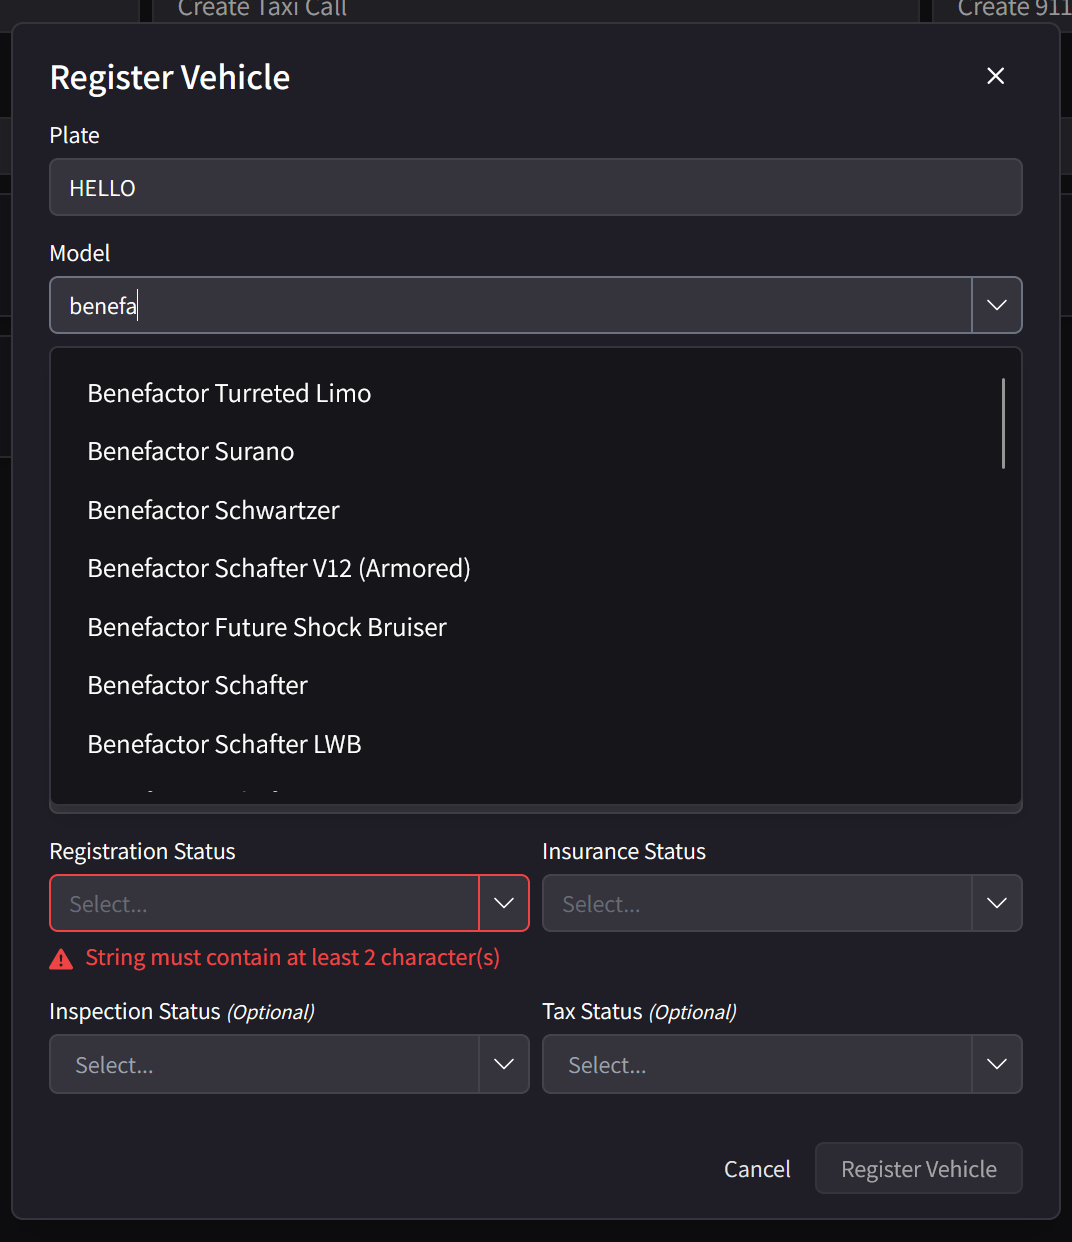 Create Taxi Call
Create 911
Register Vehicle
Plate
HELLO
Model
benefa
Benefactor Turreted Limo
Benefactor Surano
Benefactor Schwartzer
Benefactor Schafter V12 (Armored)
Benefactor Future Shock Bruiser
Benefactor Schafter
Benefactor Schafter LWB
Registration Status
Insurance Status
Select...
Select...
String must contain at least 2 character(s)
Inspection Status (Optional)
Tax Status (Optional)
Select...
Select...
Cancel
Register Vehicle